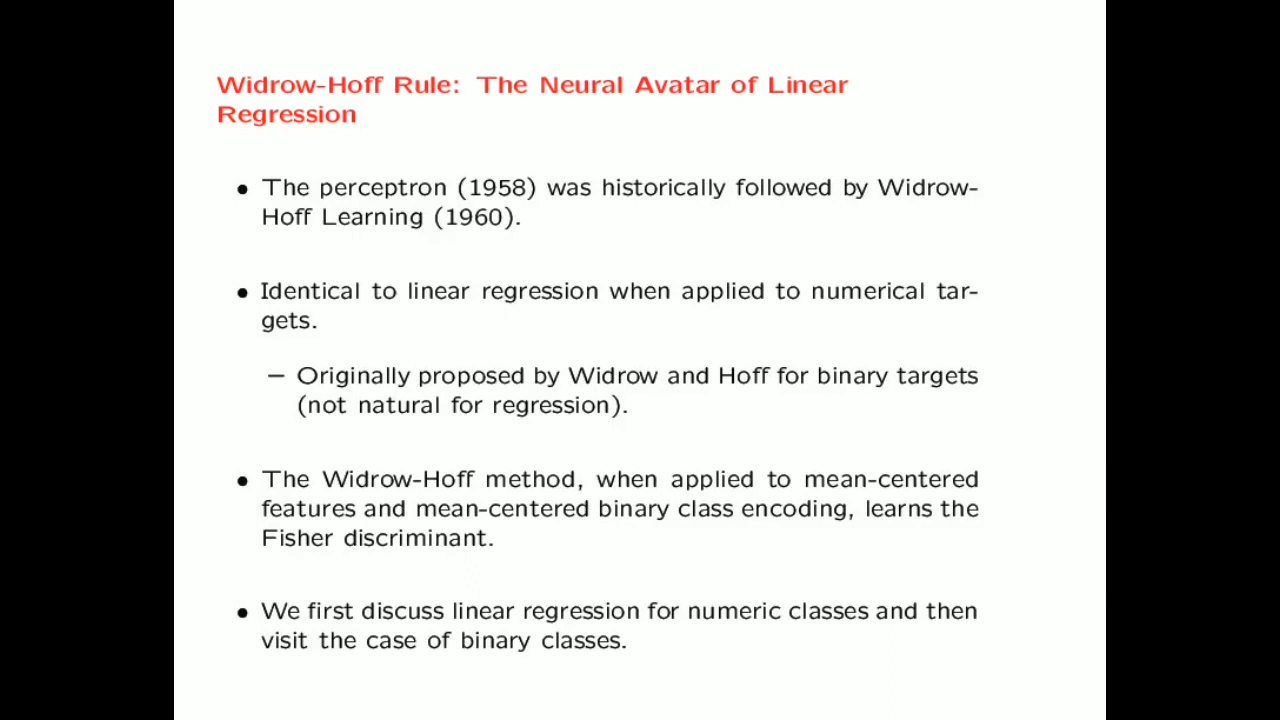 Widrow-Hoff Rule: The Neural Avatar of Linear
Regression
• The perceptron (1958) was historically followed by Widrow-
Hoff Learning (1960).
• Identical to linear regression when applied to numerical tar-
gets.
– Originally proposed by Widrow and Hoff for binary targets
(not natural for regression).
• The Widrow-Hoff method, when applied to mean-centered
features and mean-centered binary class encoding, learns the
Fisher discriminant.
• We first discuss linear regression for numeric classes and then
visit the case of binary classes.